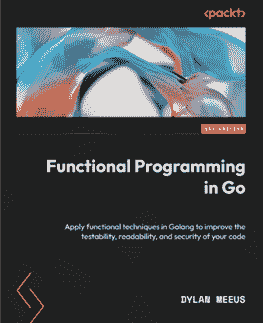 <packt>
Functional Programming
in Go
Apply functional techniques in Golang to improve the
testability, readability, and security of your code
DYLAN MEEUS